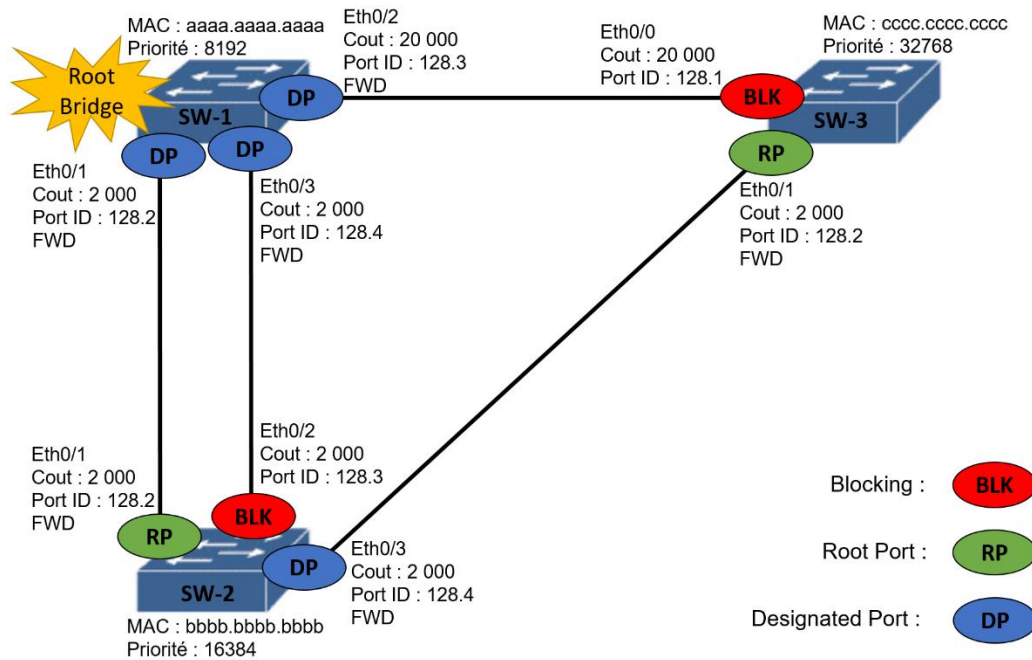 MAC : aaaa.aaaa.aaaa
Priorité : 8192
Root
Bridge
SW-1
DP
DP
DP
Eth0/2
Cout : 20 000
Port ID : 128.3
FWD
Eth0/0
Cout : 20 000
Port ID : 128.1
MAC : cccc.cccc.cccc
Priorité : 32768
BLK
SW-3
RP
Eth0/1
Cout : 2 000
Port ID : 128.2
FWD
Eth0/1
Cout : 2 000
Port ID : 128.2
FWD
Eth0/3
Cout : 2 000
Port ID : 128.4
FWD
Eth0/1
Cout : 2 000
Port ID : 128.2
FWD
Eth0/2
Cout : 2 000
Port ID : 128.3
RP
BLK
DP
SW-2
Eth0/3
Cout : 2 000
Port ID : 128.4
FWD
MAC : bbbb.bbbb.bbbb
Priorité : 16384
Blocking : BLK
Root Port : RP
Designated Port : DP